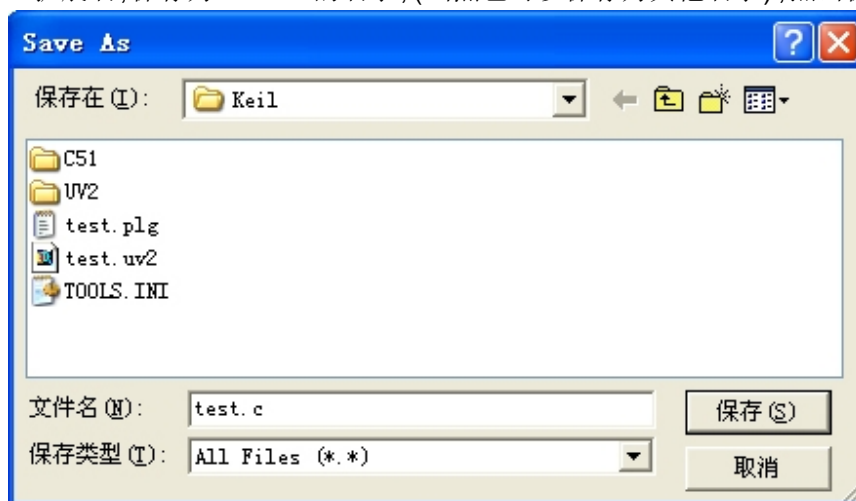 Save As
保存在(I): Keil
C51
UV2
test.plg
test.uv2
TOOLS.INI
文件名(N): test.c 保存(S)
保存类型(T): All Files (*.*) 取消